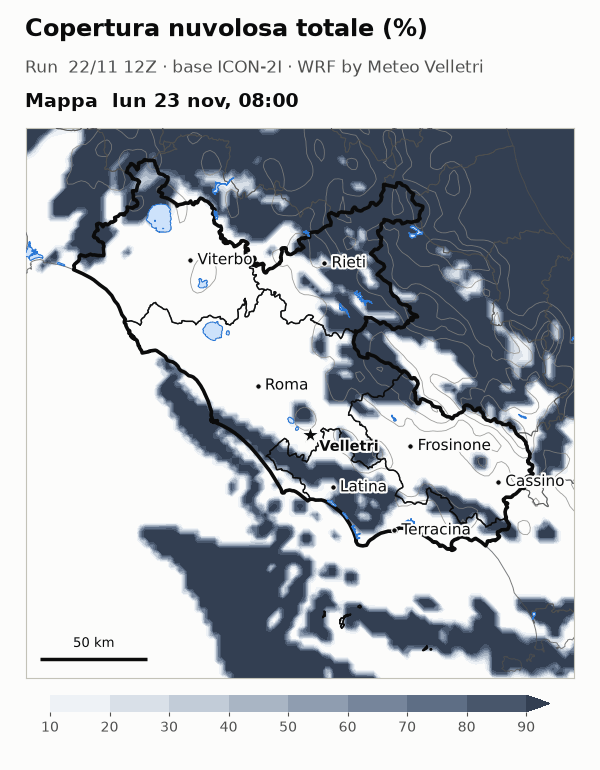 Copertura nuvolosa totale (%)
Run  22/11 12Z · base ICON-2I · WRF by Meteo Velletri
Mappa  lun 23 nov, 08:00
Viterbo
Rieti
Roma
Velletri
Frosinone
Latina
Cassino
Terracina
50 km
10 20 30 40 50 60 70 80 90